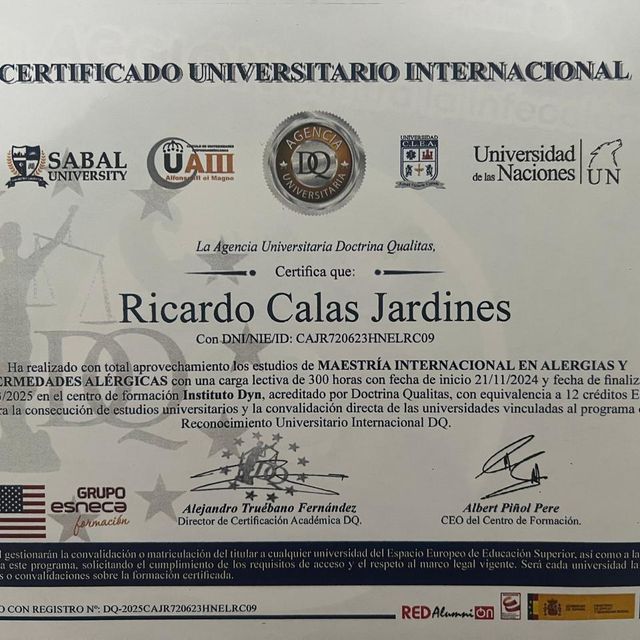 CERTIFICADO UNIVERSITARIO INTERNACIONAL
SABAL
UNIVERSITY
CÍRCULO DE UNIVERSIDADES
UAIII
Alfonso III el Magno
AGENCIA
DQ
UNIVERSITARIA
UNIVERSIDAD
C.L.E.A.
Universidad
de las Naciones
UN
La Agencia Universitaria Doctrina Qualitas,
Certifica que:
Ricardo Calas Jardines
Con DNI/NIE/ID: CAJR720623HNELRC09
Ha realizado con total aprovechamiento los estudios de MAESTRÍA INTERNACIONAL EN ALERGIAS Y
ERMEDADES ALÉRGICAS con una carga lectiva de 300 horas con fecha de inicio 21/11/2024 y fecha de finaliz
/2025 en el centro de formación Instituto Dyn, acreditado por Doctrina Qualitas, con equivalencia a 12 créditos E
ra la consecución de estudios universitarios y la convalidación directa de las universidades vinculadas al programa
Reconocimiento Universitario Internacional DQ.
DQ
GRUPO
esneca
formación
Alejandro Truébano Fernández
Director de Certificación Académica DQ.
Albert Piñol Pere
CEO del Centro de Formación.
l gestionarán la convalidación o matriculación del titular a cualquier universidad del Espacio Europeo de Educación Superior, así como a la
a este programa, solicitando el cumplimiento de los requisitos de acceso y el respeto al marco legal vigente. Será cada universidad la
s o convalidaciones sobre la formación certificada.
O CON REGISTRO Nº: DQ-2025CAJR720623HNELRC09
RED AlumniON